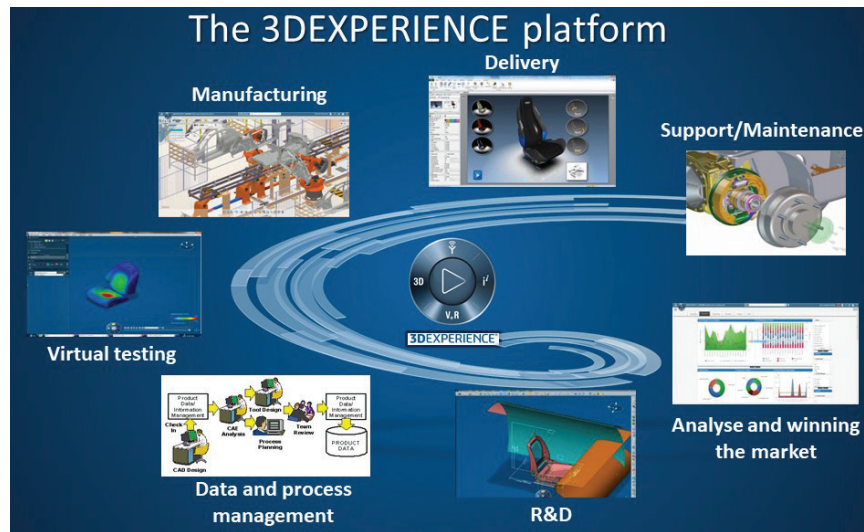 The 3DEXPERIENCE platform
Delivery
Manufacturing
Support/Maintenance
3D
i²
V.R
3DEXPERIENCE
Virtual testing
Product
Data/
Information
Management
Check
In
CAD Design
CAE
Analysis
Tool Design
Process
Planning
Team
Review
Product
Data/
Information
Management
PRODUCT
DATA
Analyse and winning
the market
Data and process
management
R&D